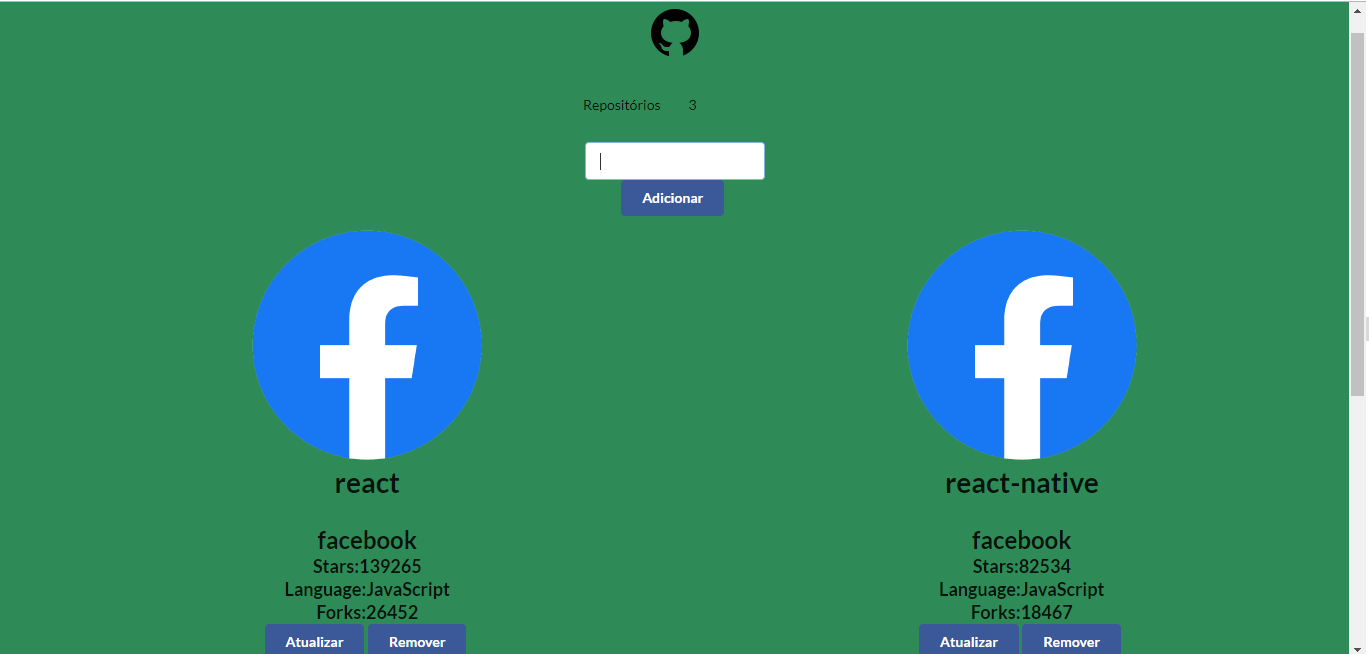 Repositórios 3
Adicionar
react
facebook
Stars:139265
Language:JavaScript
Forks:26452
Atualizar Remover
react-native
facebook
Stars:82534
Language:JavaScript
Forks:18467
Atualizar Remover